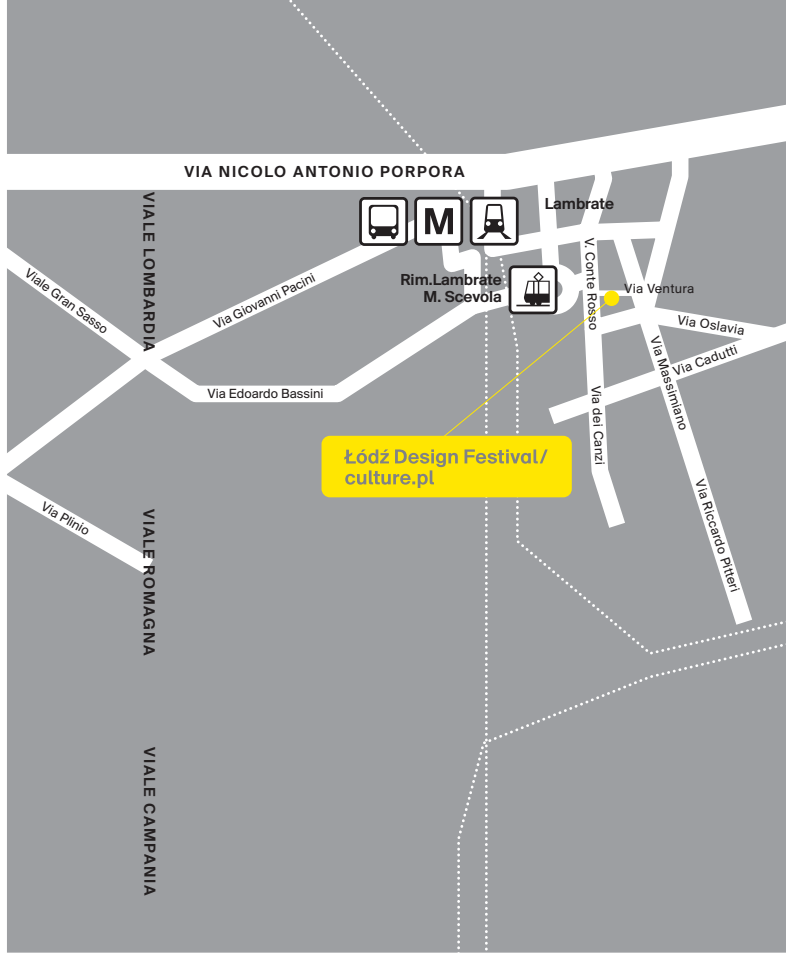 VIA NICOLO ANTONIO PORPORA
VIALE LOMBARDIA
M
Lambrate
Rim.Lambrate
M. Scevola
V. Conte Rosso
Via Ventura
Viale Gran Sasso
Via Giovanni Pacini
Via Oslavia
Via Cadutti
Via Massimiano
Via Edoardo Bassini
Via dei Canzi
Łódź Design Festival/
culture.pl
Via Plinio
VIALE ROMAGNA
Via Riccardo Pitteri
VIALE CAMPANIA